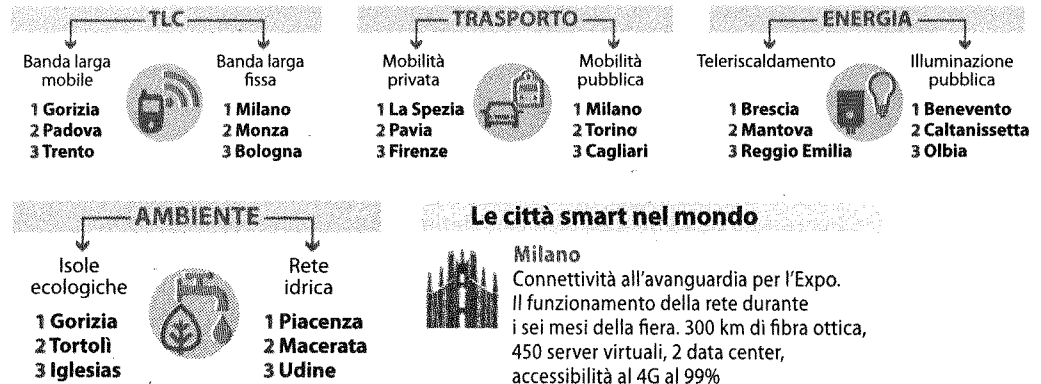 TLC
Banda larga
mobile
1 Gorizia
2 Padova
3 Trento
Banda larga
fissa
1 Milano
2 Monza
3 Bologna
TRASPORTO
Mobilità
privata
1 La Spezia
2 Pavia
3 Firenze
Mobilità
pubblica
1 Milano
2 Torino
3 Cagliari
ENERGIA
Teleriscaldamento
1 Brescia
2 Mantova
3 Reggio Emilia
Illuminazione
pubblica
1 Benevento
2 Caltanissetta
3 Olbia
AMBIENTE
Isole
ecologiche
1 Gorizia
2 Tortolì
3 Iglesias
Rete
idrica
1 Piacenza
2 Macerata
3 Udine
Le città smart nel mondo
Milano
Connettività all'avanguardia per l'Expo.
Il funzionamento della rete durante
i sei mesi della fiera. 300 km di fibra ottica,
450 server virtuali, 2 data center,
accessibilità al 4G al 99%